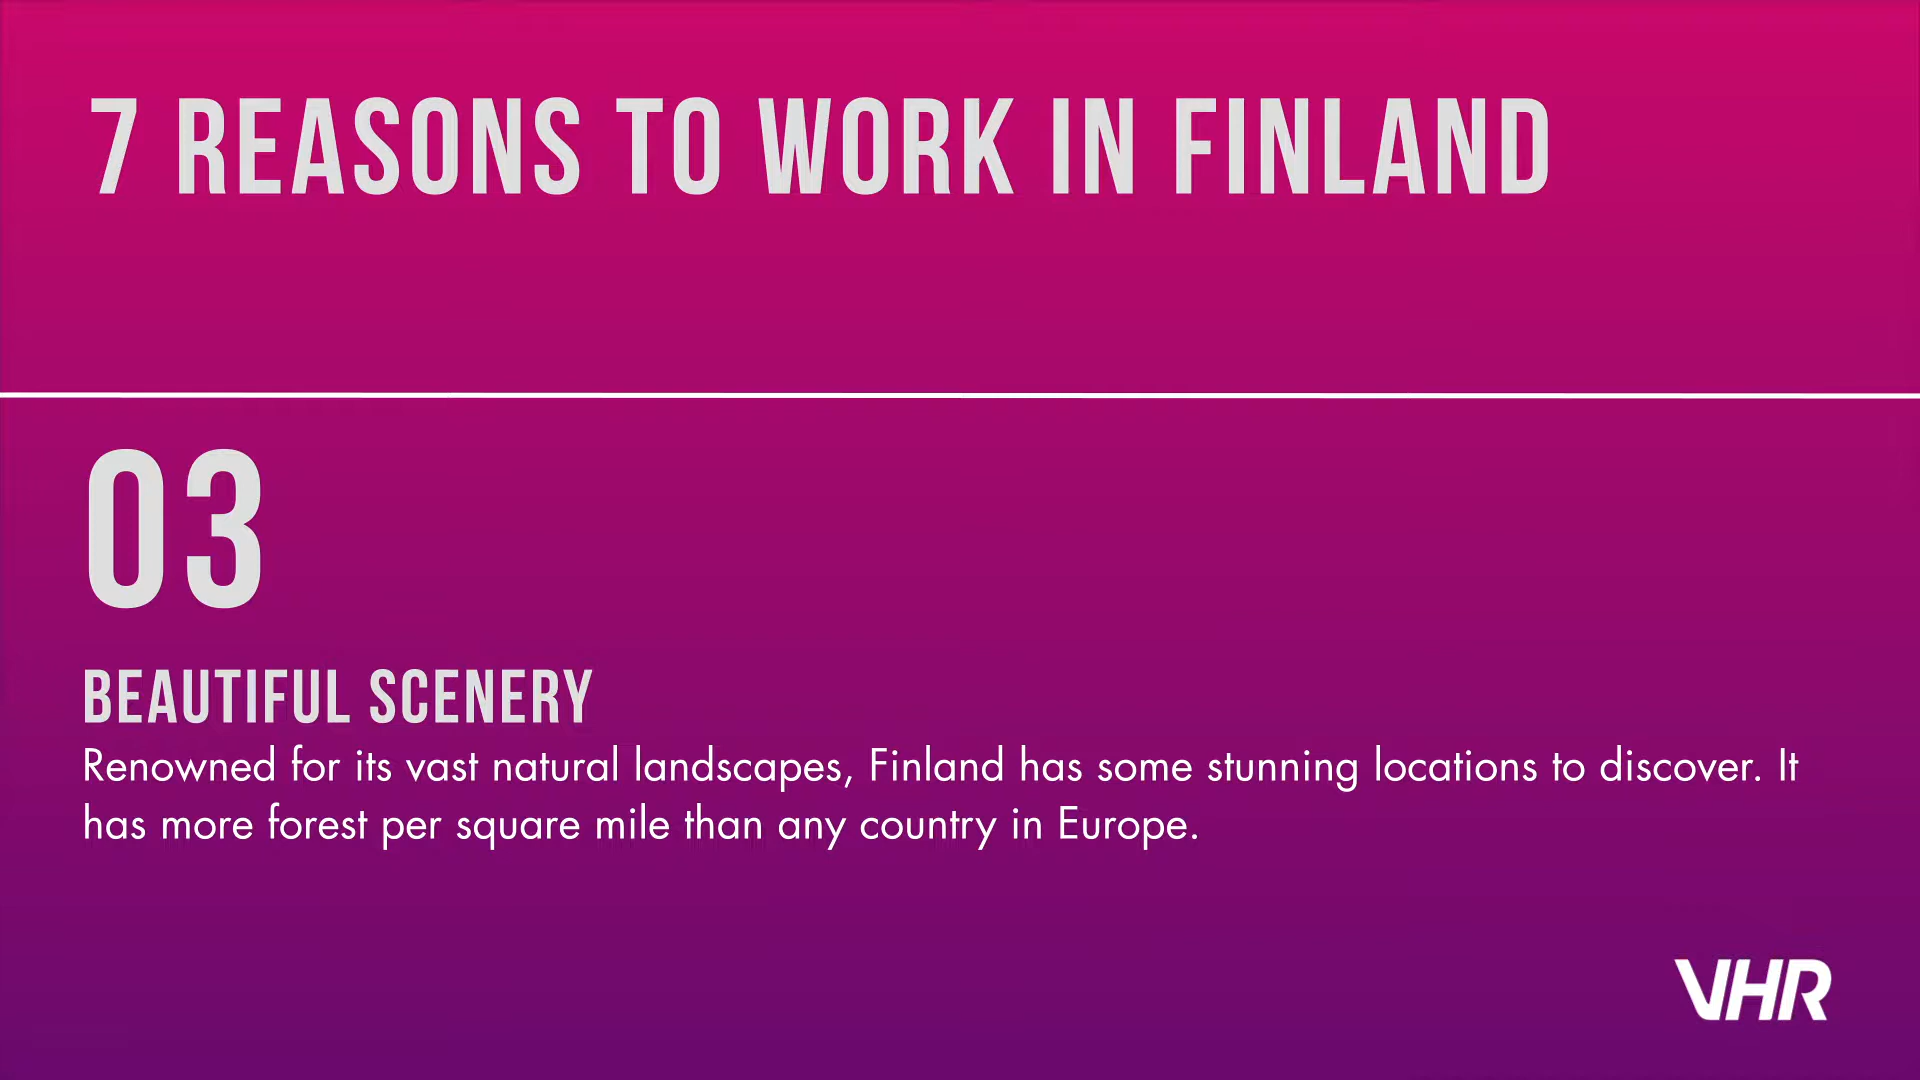 7 REASONS TO WORK IN FINLAND
03
BEAUTIFUL SCENERY
Renowned for its vast natural landscapes, Finland has some stunning locations to discover. It
has more forest per square mile than any country in Europe.
VHR